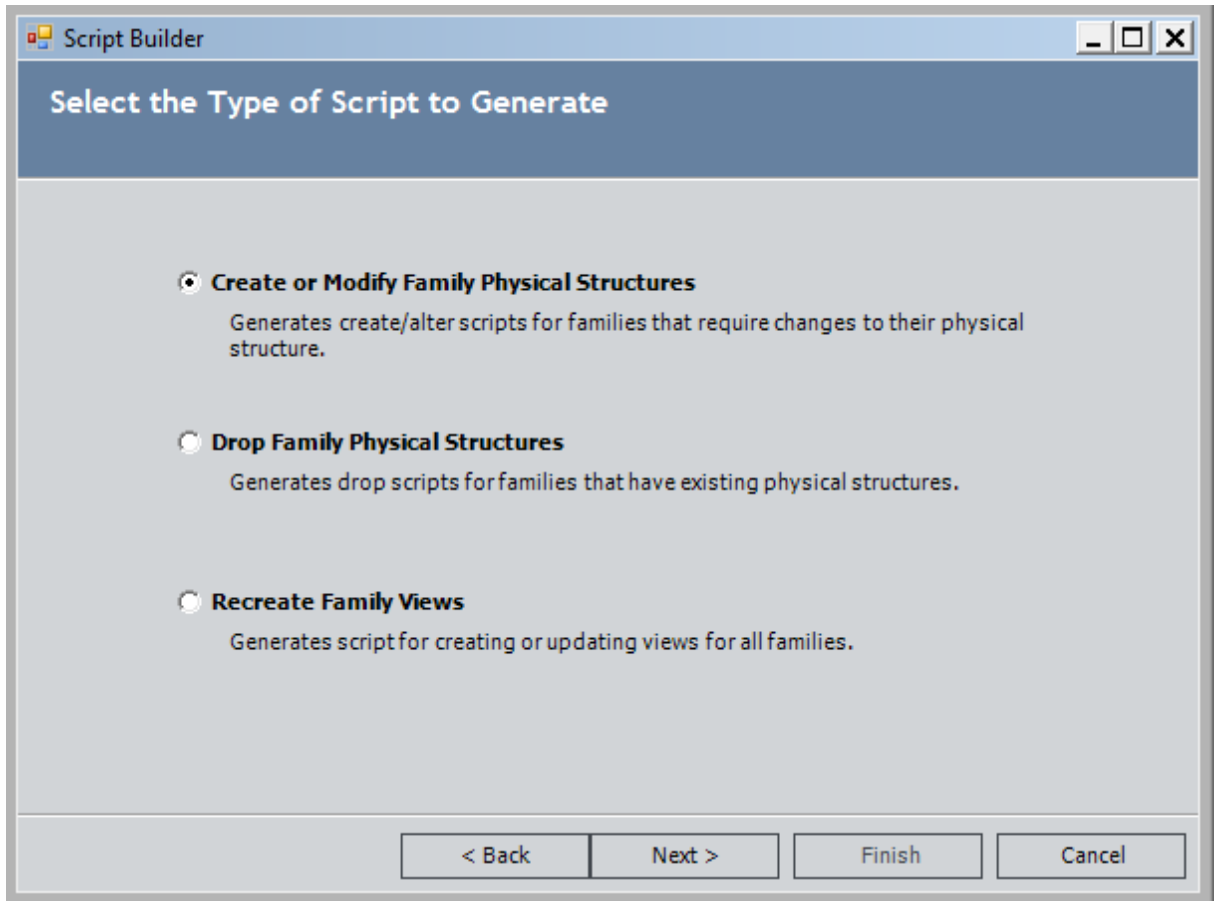 Script Builder
Select the Type of Script to Generate
Create or Modify Family Physical Structures
Generates create/alter scripts for families that require changes to their physical
structure.
Drop Family Physical Structures
Generates drop scripts for families that have existing physical structures.
Recreate Family Views
Generates script for creating or updating views for all families.
< Back
Next >
Finish
Cancel